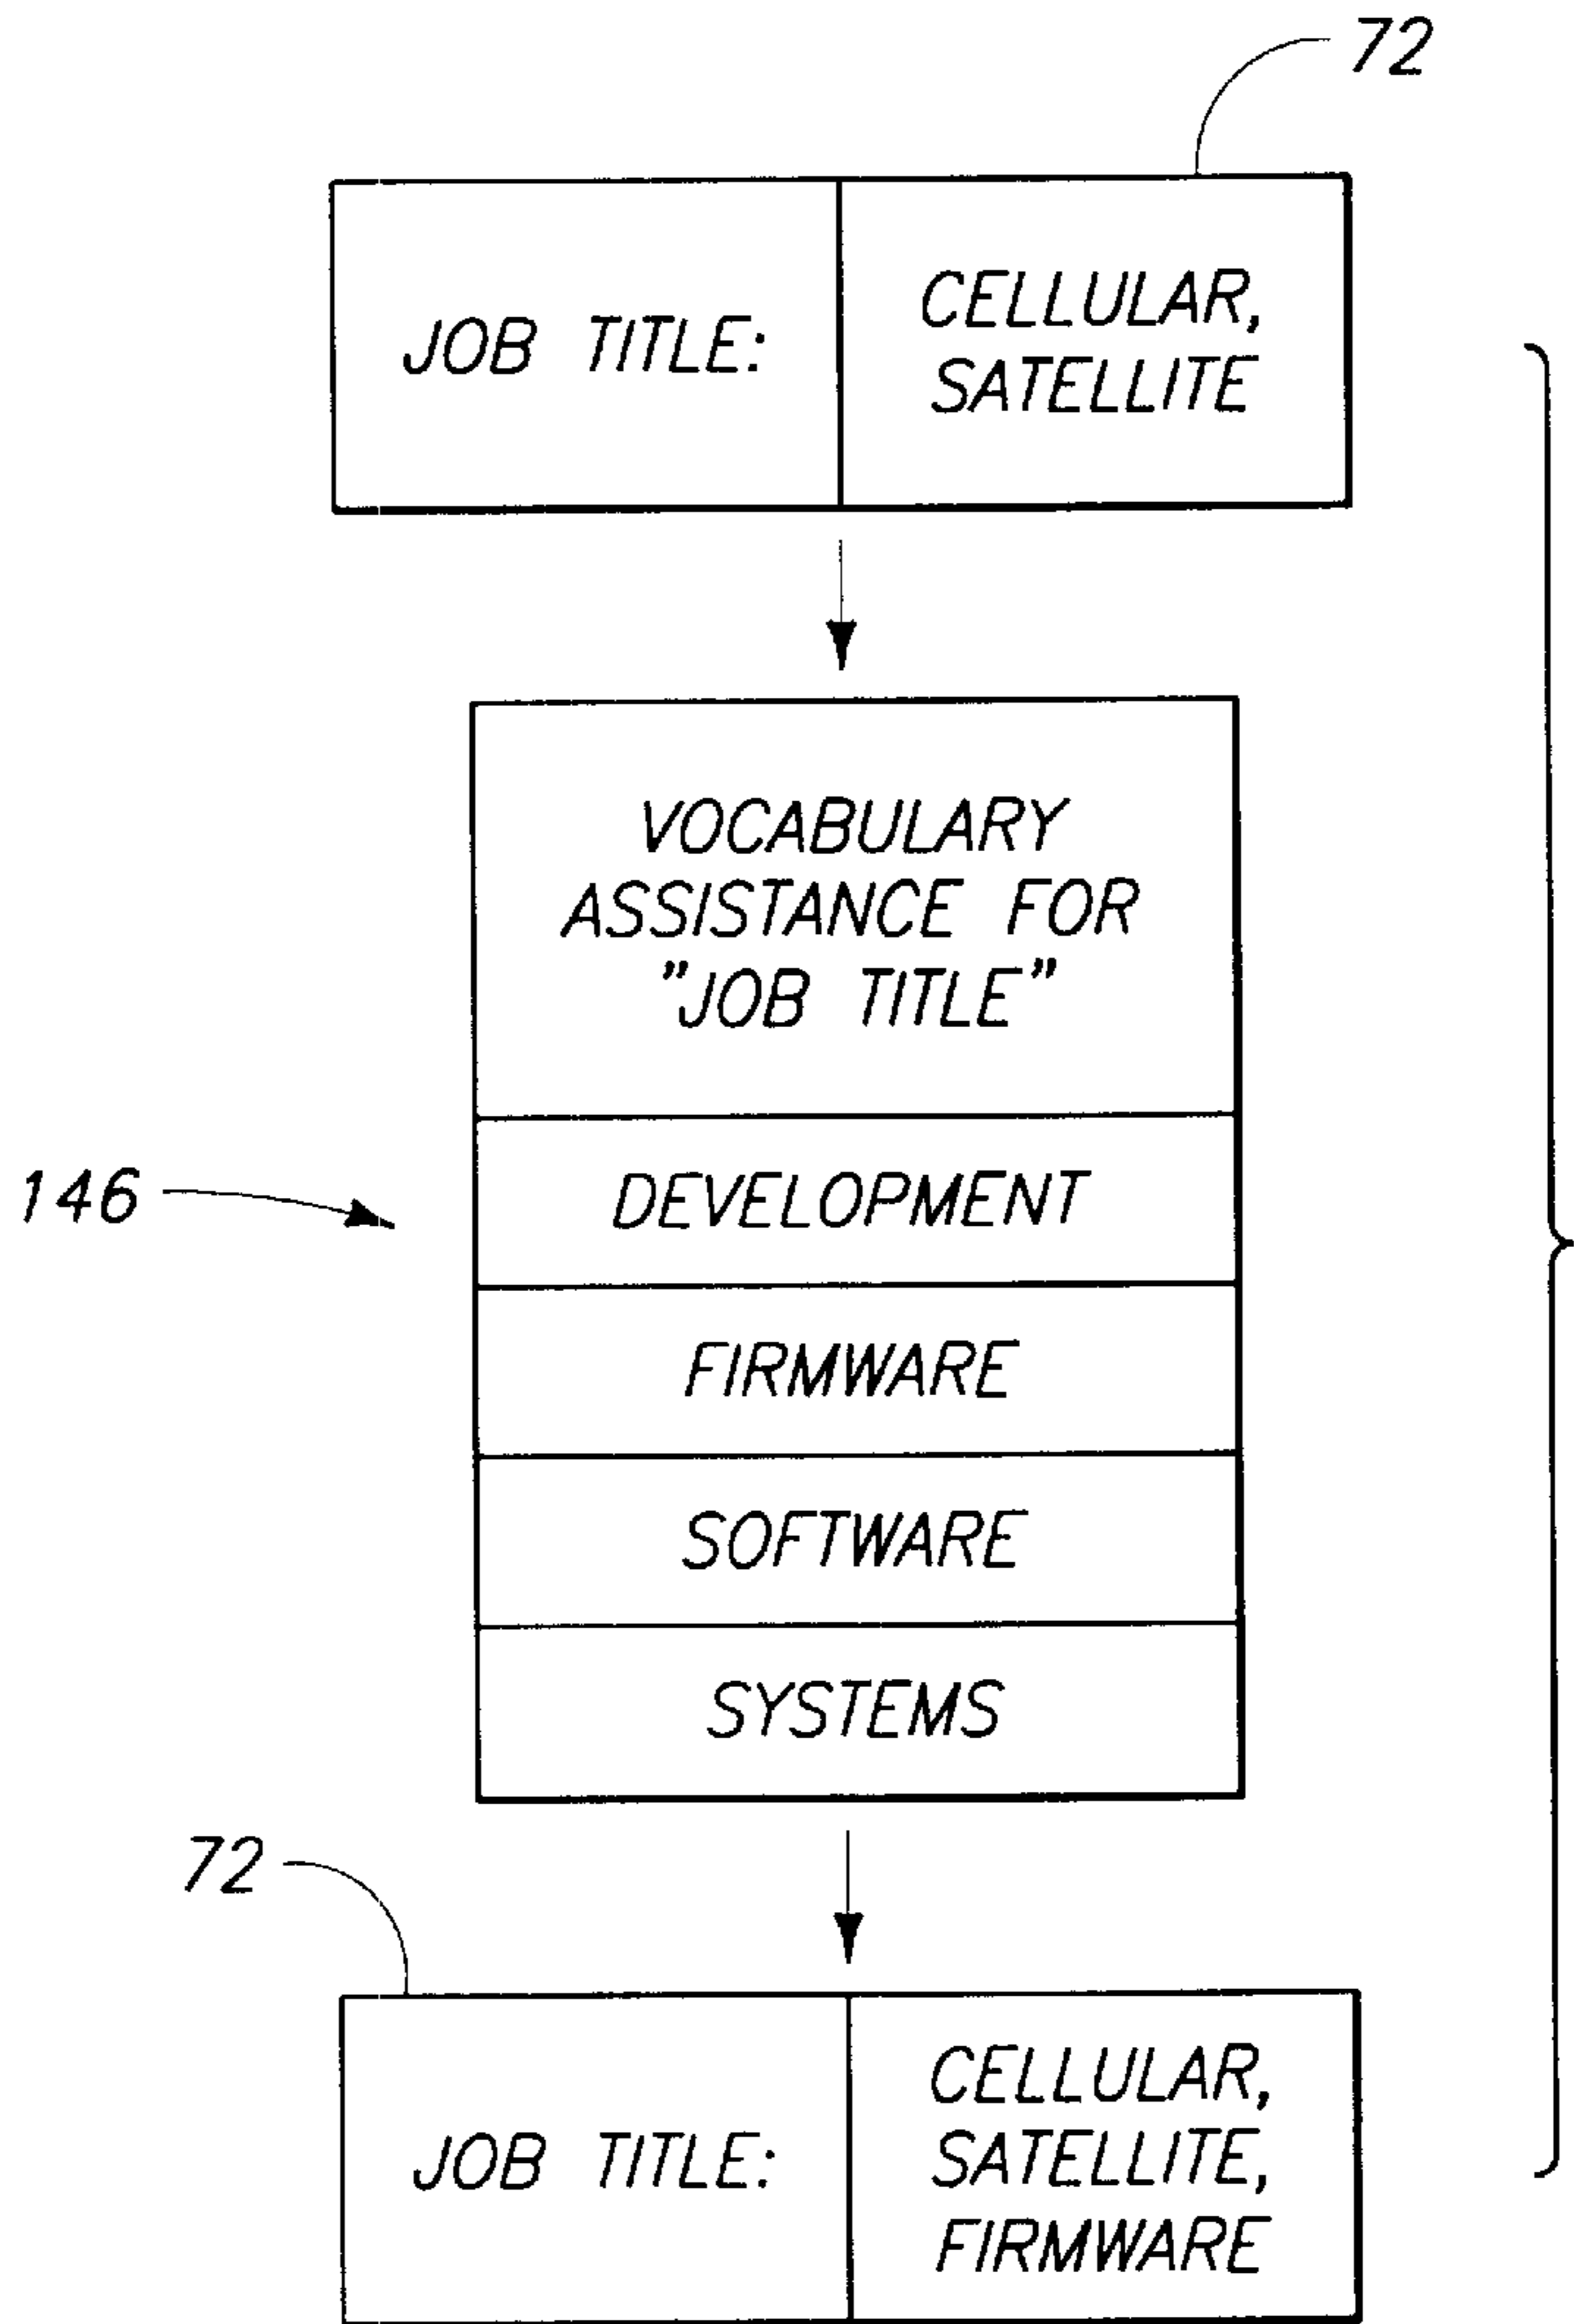 72
JOB TITLE:
CELLULAR,
SATELLITE
VOCABULARY
ASSISTANCE FOR
"JOB TITLE"
146
DEVELOPMENT
FIRMWARE
SOFTWARE
SYSTEMS
72
JOB TITLE:
CELLULAR,
SATELLITE,
FIRMWARE